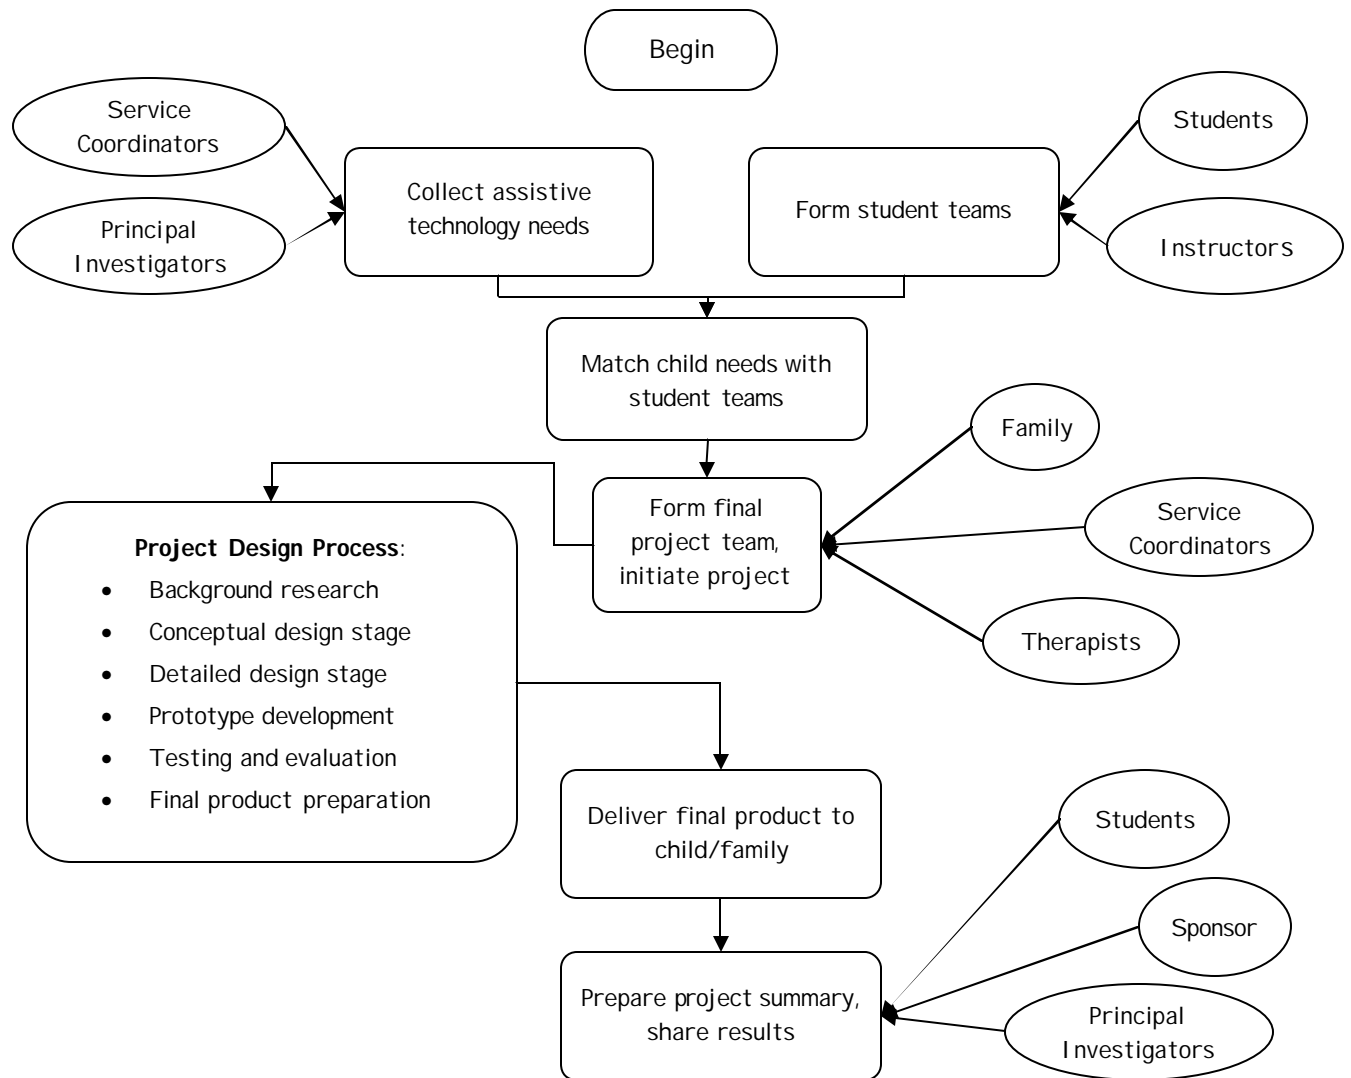 Begin
Service
Coordinators
Principal
Investigators
Collect assistive
technology needs
Form student teams
Students
Instructors
Match child needs with
student teams
Family
Service
Coordinators
Therapists
Form final
project team,
initiate project
Project Design Process:
• Background research
• Conceptual design stage
• Detailed design stage
• Prototype development
• Testing and evaluation
• Final product preparation
Deliver final product to
child/family
Students
Sponsor
Principal
Investigators
Prepare project summary,
share results